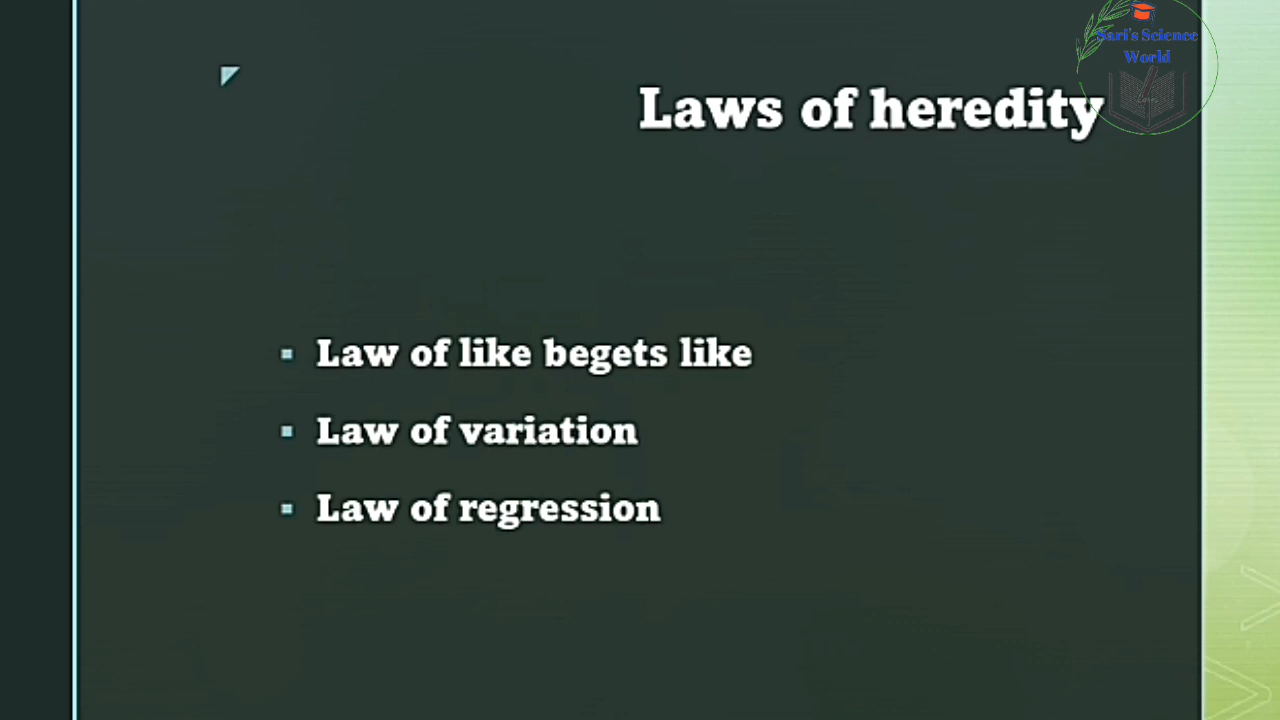 Sari's Science
World
Laws of heredity
Law of like begets like
Law of variation
Law of regression